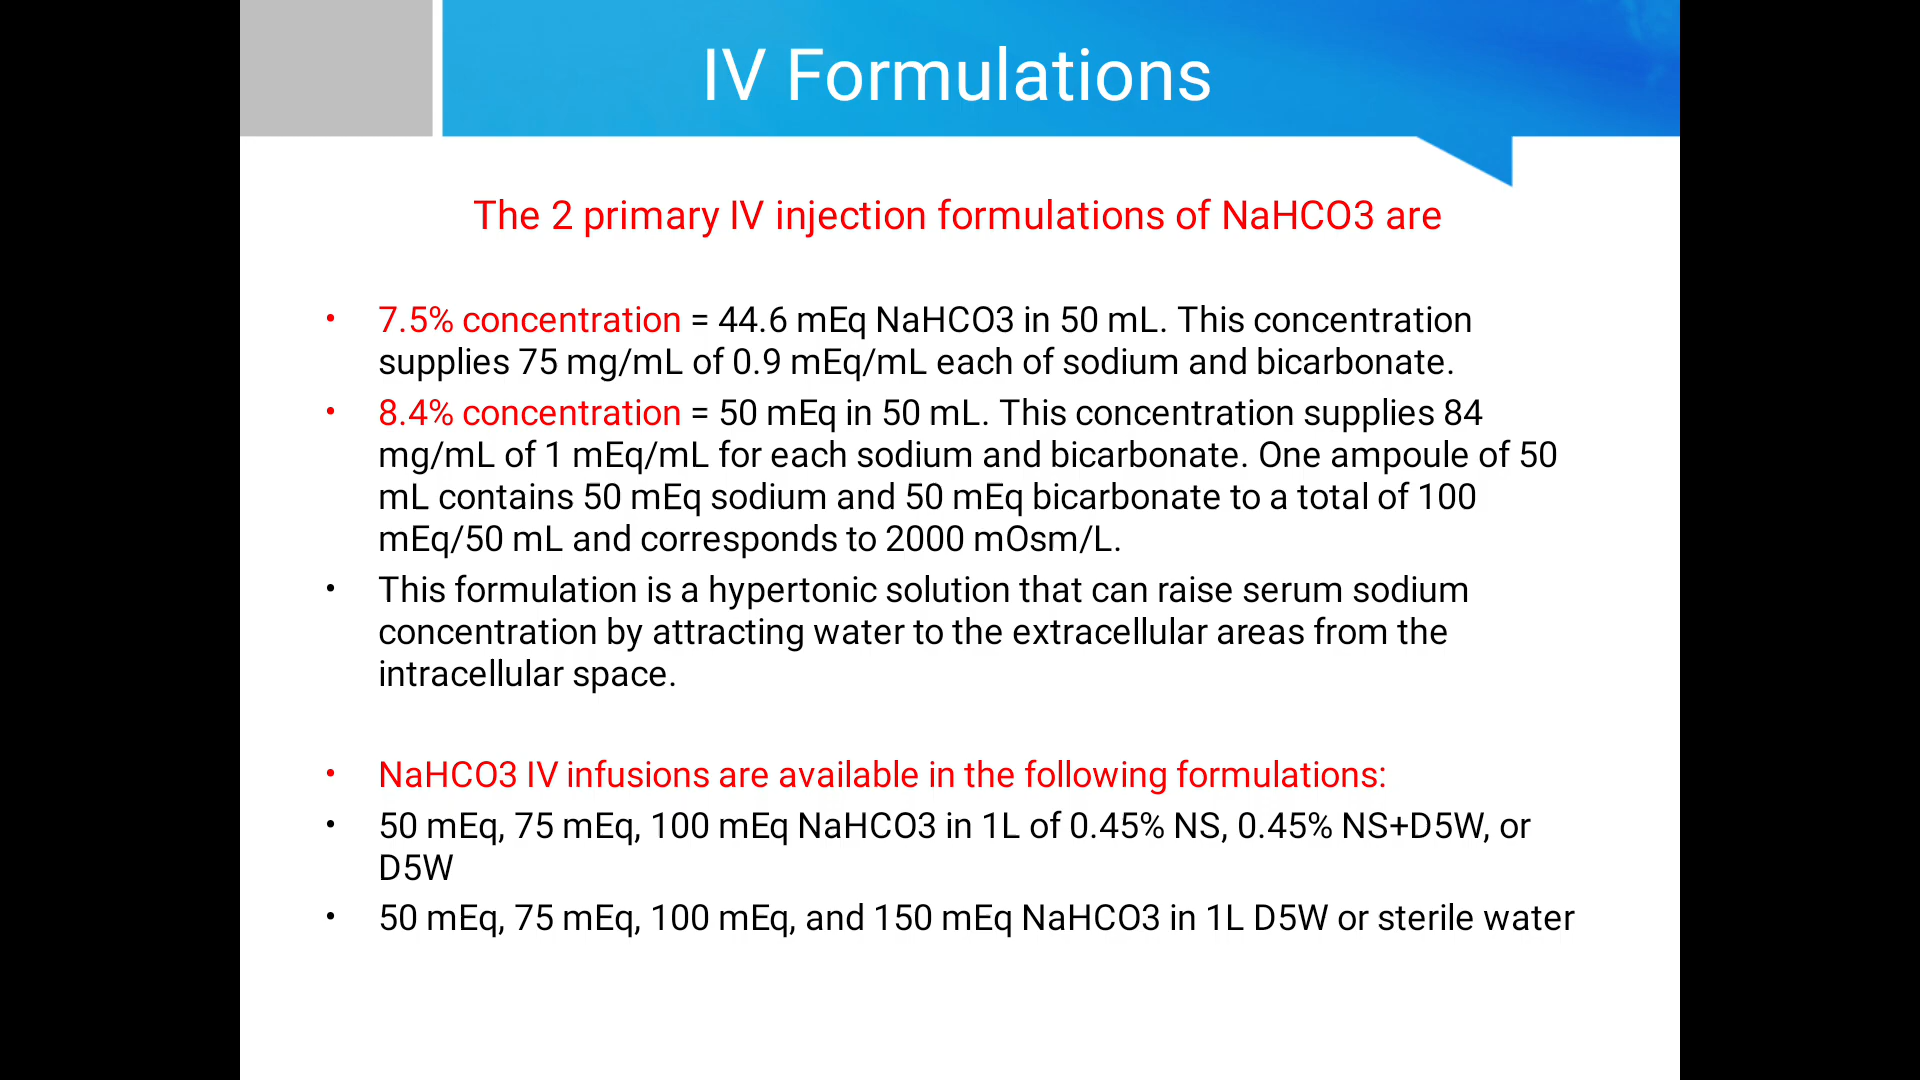 IV Formulations
The 2 primary IV injection formulations of NaHCO3 are
• 7.5% concentration = 44.6 mEq NaHCO3 in 50 mL. This concentration
supplies 75 mg/mL of 0.9 mEq/mL each of sodium and bicarbonate.
• 8.4% concentration = 50 mEq in 50 mL. This concentration supplies 84
mg/mL of 1 mEq/mL for each sodium and bicarbonate. One ampoule of 50
mL contains 50 mEq sodium and 50 mEq bicarbonate to a total of 100
mEq/50 mL and corresponds to 2000 mOsm/L.
• This formulation is a hypertonic solution that can raise serum sodium
concentration by attracting water to the extracellular areas from the
intracellular space.
• NaHCO3 IV infusions are available in the following formulations:
• 50 mEq, 75 mEq, 100 mEq NaHCO3 in 1L of 0.45% NS, 0.45% NS+D5W, or
D5W
• 50 mEq, 75 mEq, 100 mEq, and 150 mEq NaHCO3 in 1L D5W or sterile water